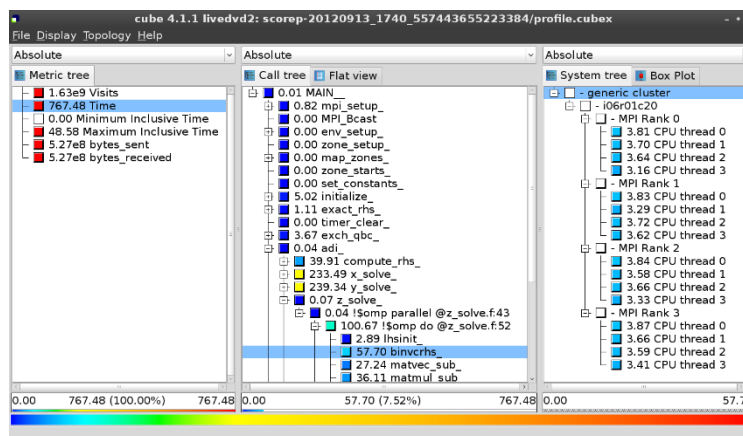 cube 4.1.1 livedvd2: scorep-20120913_1740_557443655223384/profile.cubex
File Display Topology Help
Absolute
Metric tree
1.63e9 Visits
767.48 Time
0.00 Minimum Inclusive Time
48.58 Maximum Inclusive Time
5.27e8 bytes_sent
5.27e8 bytes_received
0.00 767.48 (100.00%) 767.48
Absolute
Call tree Flat view
0.01 MAIN__
0.82 mpi_setup_
0.00 MPI_Bcast
0.00 env_setup_
0.00 zone_setup_
0.00 map_zones_
0.00 zone_starts_
0.00 set_constants_
5.02 initialize_
1.11 exact_rhs_
0.00 timer_clear_
3.67 exch_qbc_
0.04 adi_
39.91 compute_rhs_
233.49 x_solve_
239.34 y_solve_
0.07 z_solve_
0.04 !$omp parallel @z_solve.f:43
100.67 !$omp do @z_solve.f:52
2.89 lhsinit_
57.70 binvcrhs_
27.24 matvec_sub_
36.11 matmul_sub_
0.00 57.70 (7.52%) 767.48
Absolute
System tree Box Plot
- generic cluster
- i06r01c20
- MPI Rank 0
3.81 CPU thread 0
3.70 CPU thread 1
3.64 CPU thread 2
3.16 CPU thread 3
- MPI Rank 1
3.83 CPU thread 0
3.29 CPU thread 1
3.72 CPU thread 2
3.62 CPU thread 3
- MPI Rank 2
3.84 CPU thread 0
3.58 CPU thread 1
3.66 CPU thread 2
3.33 CPU thread 3
- MPI Rank 3
3.87 CPU thread 0
3.66 CPU thread 1
3.59 CPU thread 2
3.41 CPU thread 3
0.00 57.7